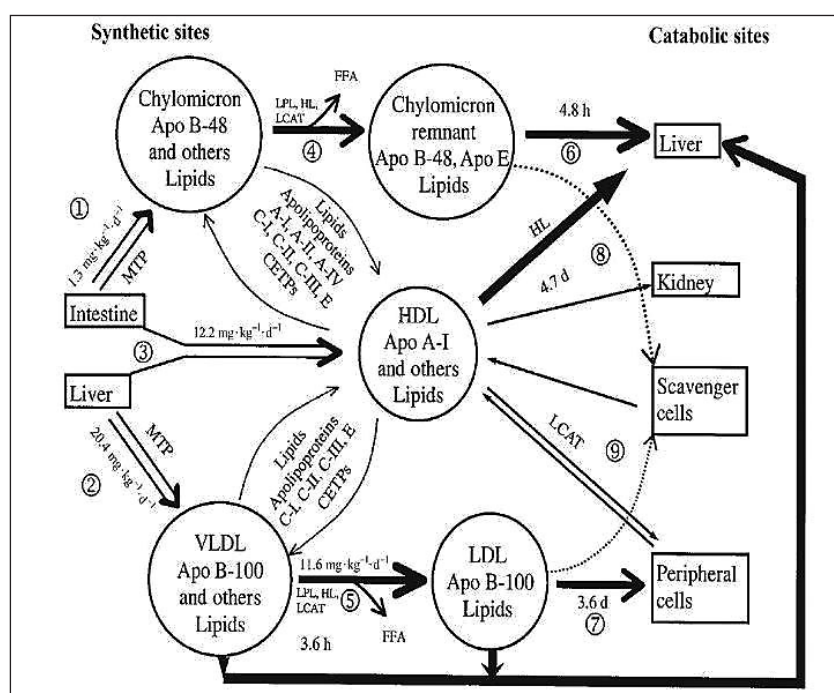 Synthetic sites
Catabolic sites
Chylomicron
Apo B-48
and others
Lipids
LPL, HL,
LCAT
FFA
④
Chylomicron
remnant
Apo B-48, Apo E
Lipids
4.8 h
⑥
Liver
①
1.3 mg·kg⁻¹·d⁻¹
MTP
Lipids
Apolipoproteins
A-I, A-II, A-IV
C-I, C-II, C-III, E
CETPs
HL
⑧
4.7 d
Kidney
Intestine
③
12.2 mg·kg⁻¹·d⁻¹
HDL
Apo A-I
and others
Lipids
Liver
Scavenger
cells
20.4 mg·kg⁻¹·d⁻¹
MTP
②
Lipids
Apolipoproteins
C-I, C-II, C-III, E
CETPs
LCAT
⑨
VLDL
Apo B-100
and others
Lipids
11.6 mg·kg⁻¹·d⁻¹
LPL, HL,
LCAT
⑤
FFA
3.6 h
LDL
Apo B-100
Lipids
3.6 d
⑦
Peripheral
cells